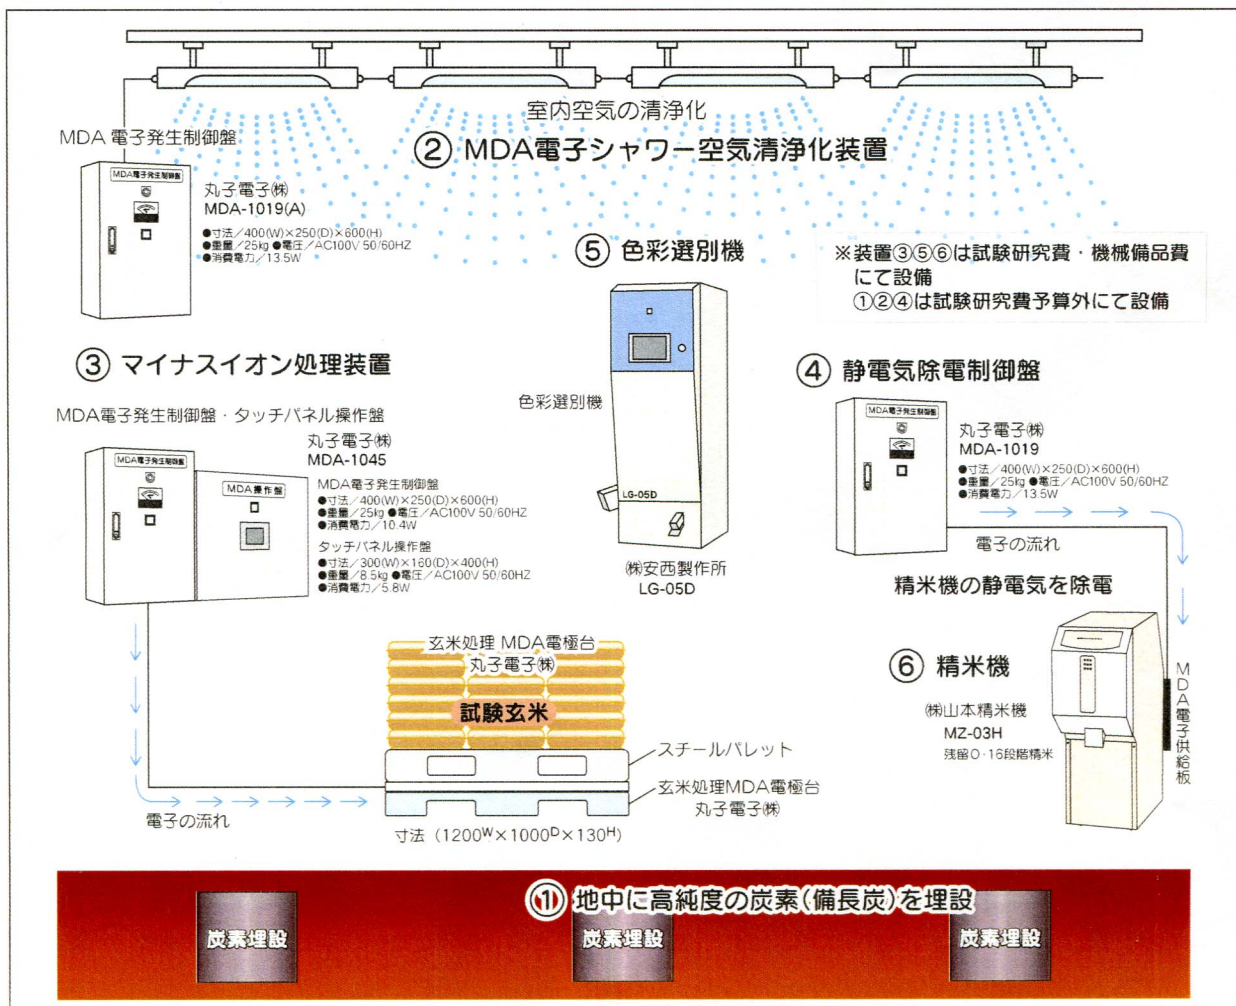 室内空気の清浄化
② MDA電子シャワー空気清浄化装置
MDA 電子発生制御盤
MDA電子発生制御盤
丸子電子㈱
MDA-1019(A)
●寸法／400(W)×250(D)×600(H)
●重量／25kg ●電圧／AC100V 50/60HZ
●消費電力／13.5W
⑤ 色彩選別機
※装置③⑤⑥は試験研究費・機械備品費
にて設備
①②④は試験研究費予算外にて設備
③ マイナスイオン処理装置
MDA電子発生制御盤・タッチパネル操作盤
丸子電子㈱
MDA-1045
MDA電子発生制御盤
MDA操作盤
MDA電子発生制御盤
●寸法／400(W)×250(D)×600(H)
●重量／25kg ●電圧／AC100V 50/60HZ
●消費電力／10.4W
タッチパネル操作盤
●寸法／300(W)×160(D)×400(H)
●重量／8.5kg ●電圧／AC100V 50/60HZ
●消費電力／5.8W
電子の流れ
色彩選別機
LG-05D
㈱安西製作所
LG-05D
④ 静電気除電制御盤
MDA電子発生制御盤
丸子電子㈱
MDA-1019
●寸法／400(W)×250(D)×600(H)
●重量／25kg ●電圧／AC100V 50/60HZ
●消費電力／13.5W
電子の流れ
精米機の静電気を除電
⑥ 精米機
㈱山本精米機
MZ-03H
残留0・16段階精米
MDA電子供給板
玄米処理 MDA電極台
丸子電子㈱
試験玄米
スチールパレット
玄米処理MDA電極台
丸子電子㈱
寸法（1200W×1000D×130H）
① 地中に高純度の炭素(備長炭)を埋設
炭素埋設
炭素埋設
炭素埋設